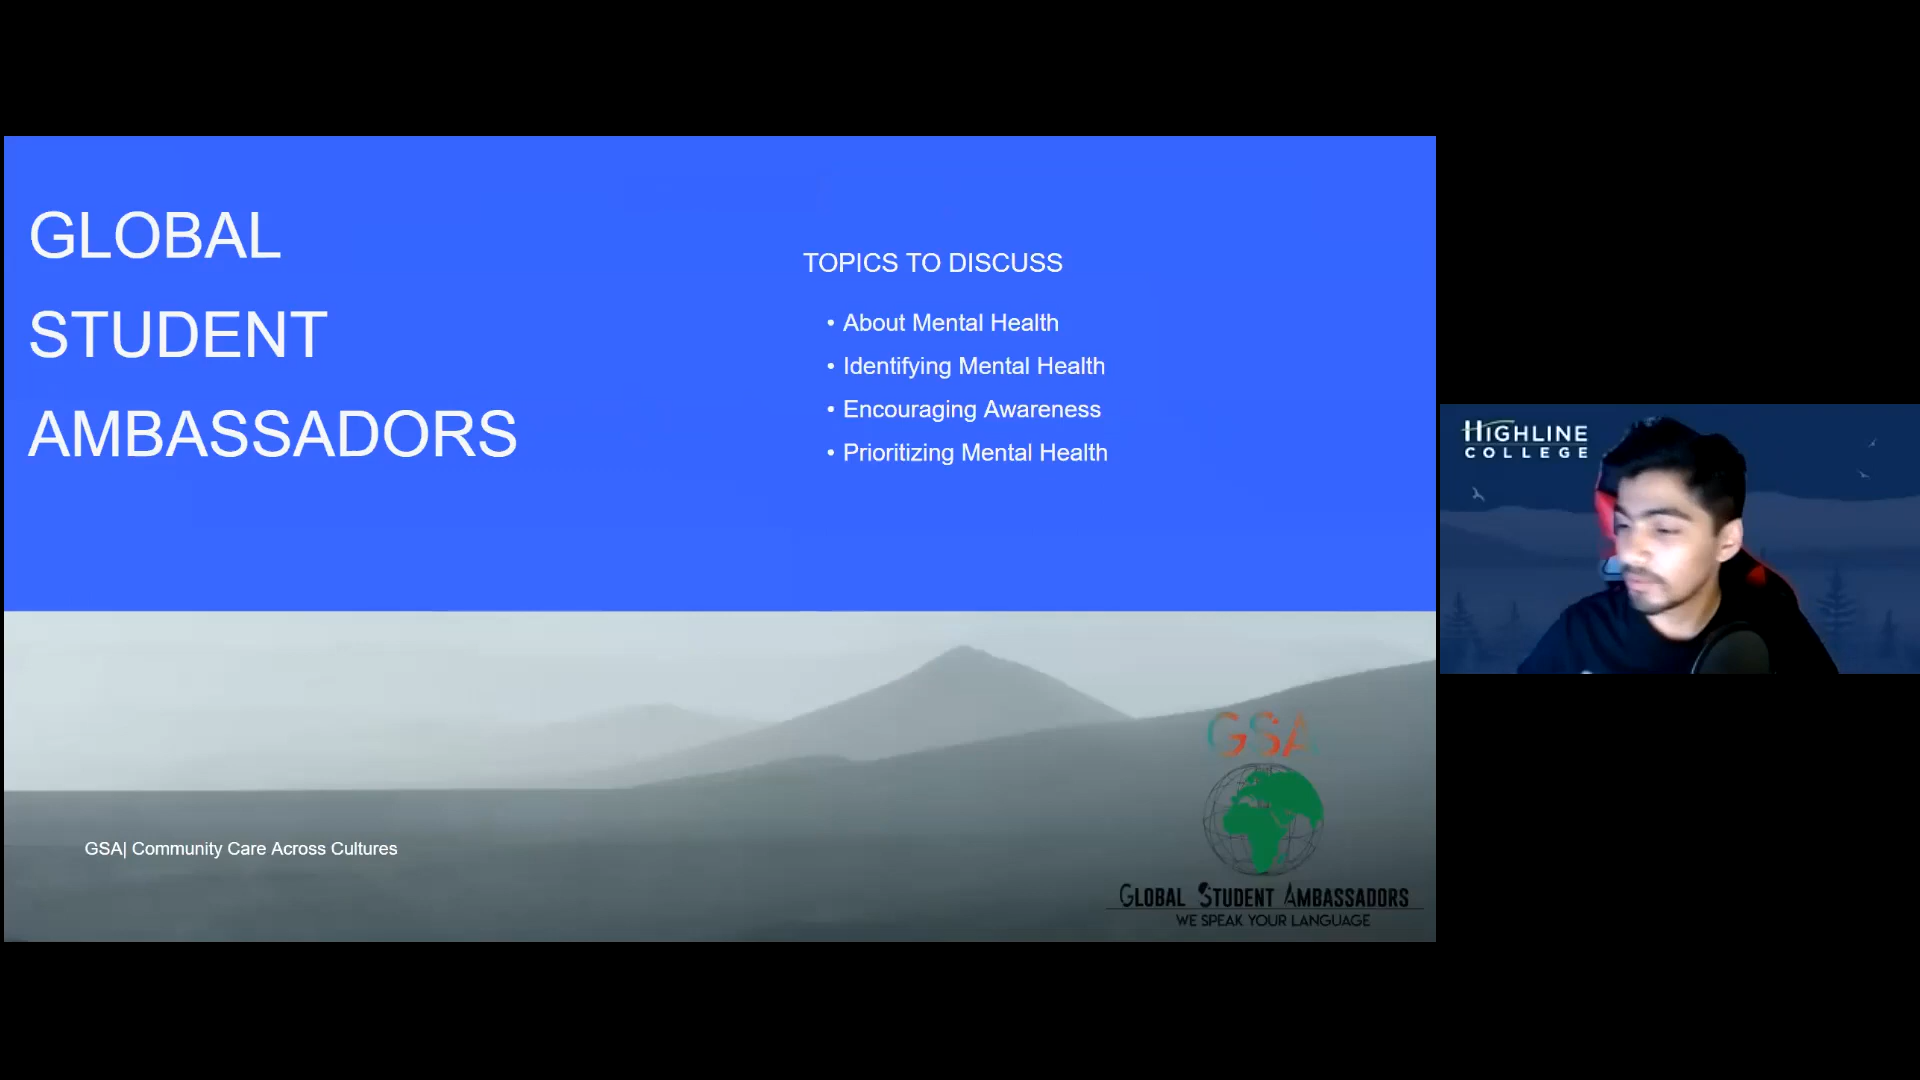 GLOBAL
STUDENT
AMBASSADORS
TOPICS TO DISCUSS
• About Mental Health
• Identifying Mental Health
• Encouraging Awareness
• Prioritizing Mental Health
GSA| Community Care Across Cultures
GSA
GLOBAL STUDENT AMBASSADORS
WE SPEAK YOUR LANGUAGE
HIGHLINE
COLLEGE